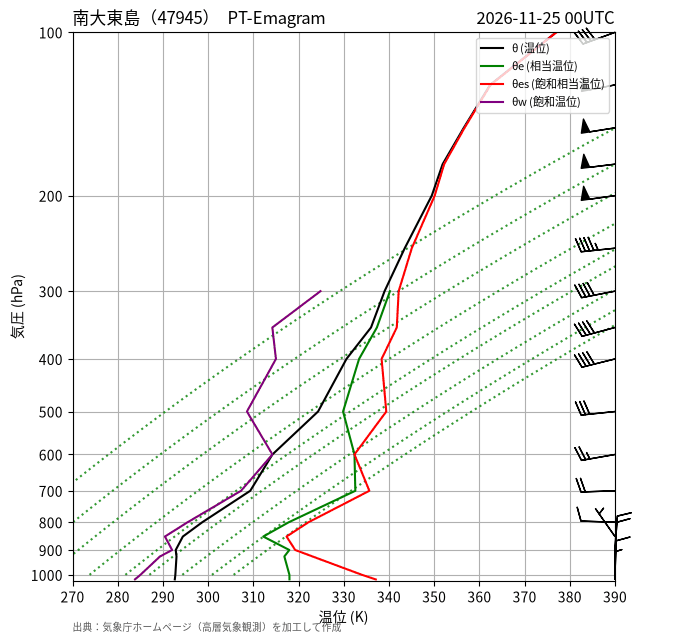 南大東島（47945） PT-Emagram
2026-11-25 00UTC
100
200
300
400
500
600
700
800
900
1000
気圧 (hPa)
θ (温位)
θe (相当温位)
θes (飽和相当温位)
θw (飽和温位)
270 280 290 300 310 320 330 340 350 360 370 380 390
温位 (K)
出典：気象庁ホームページ（高層気象観測）を加工して作成